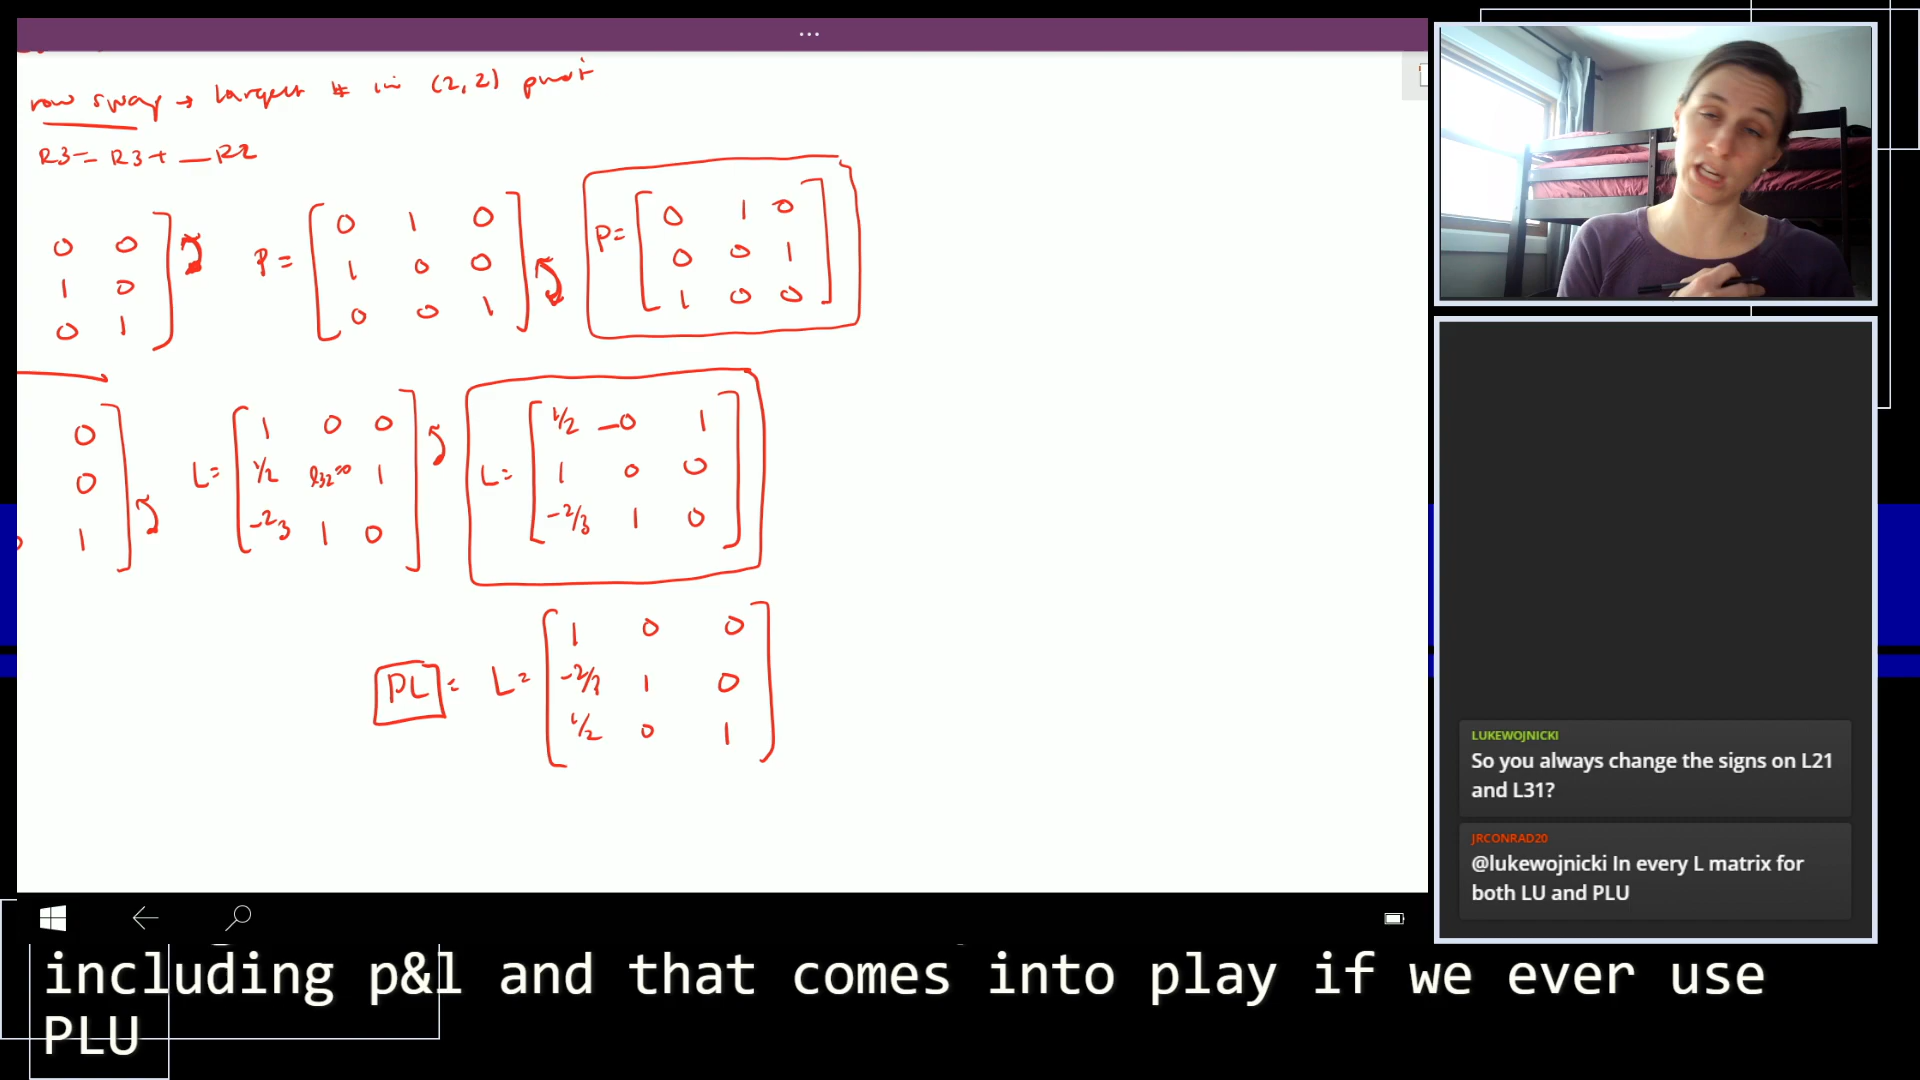 ...
row swap → largest # in (2,2) pivot
R3 = R3 + __R2
0 0
1 0
0 1
P =
0 1 0
1 0 0
0 0 1
P =
0 1 0
0 0 1
1 0 0
0
0
1
L =
1 0 0
1/2 l32=0 1
-2/3 1 0
L =
1/2 0 1
1 0 0
-2/3 1 0
PL = L =
1 0 0
-2/3 1 0
1/2 0 1
LUKEWOJNICKI
So you always change the signs on L21
and L31?
JRCONRAD20
@lukewojnicki In every L matrix for
both LU and PLU
including p&l and that comes into play if we ever use
PLU